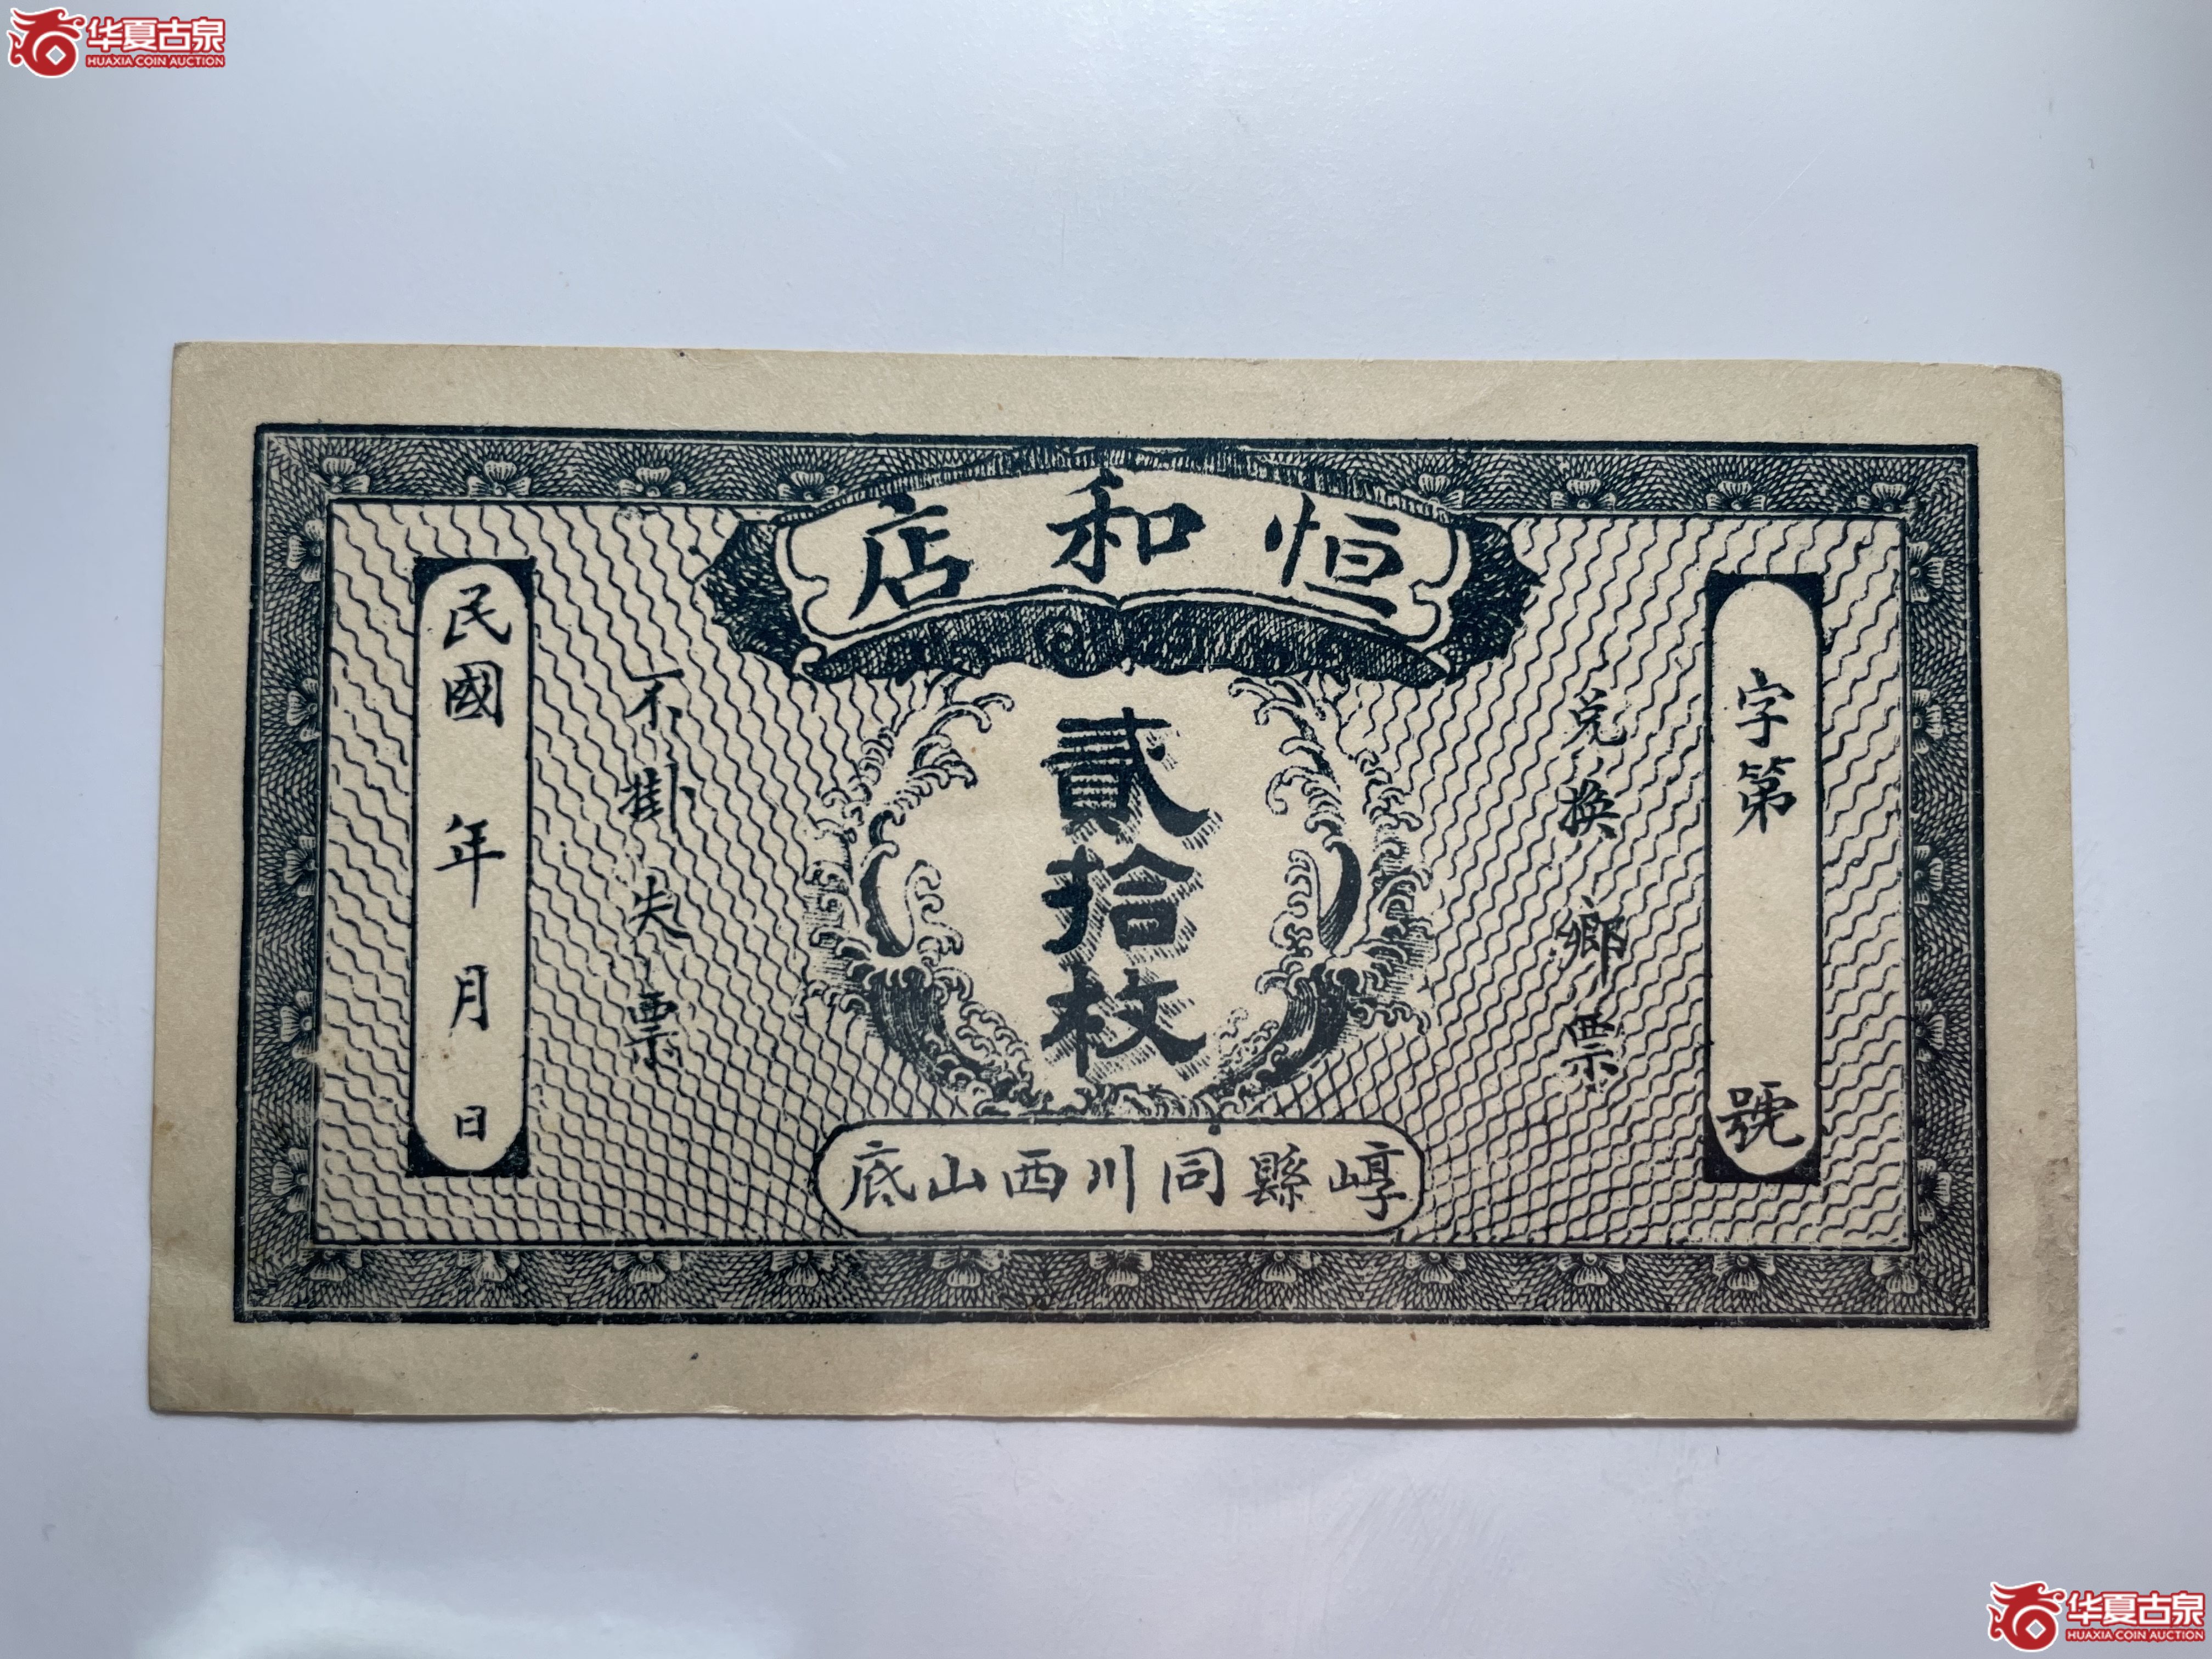 华夏古泉
HUAXIA COIN AUCTION
恒和店
字第 號
兑换鄉票
貳拾枚
不掛失票
民國 年 月 日
崞縣同川西山底
华夏古泉
HUAXIA COIN AUCTION